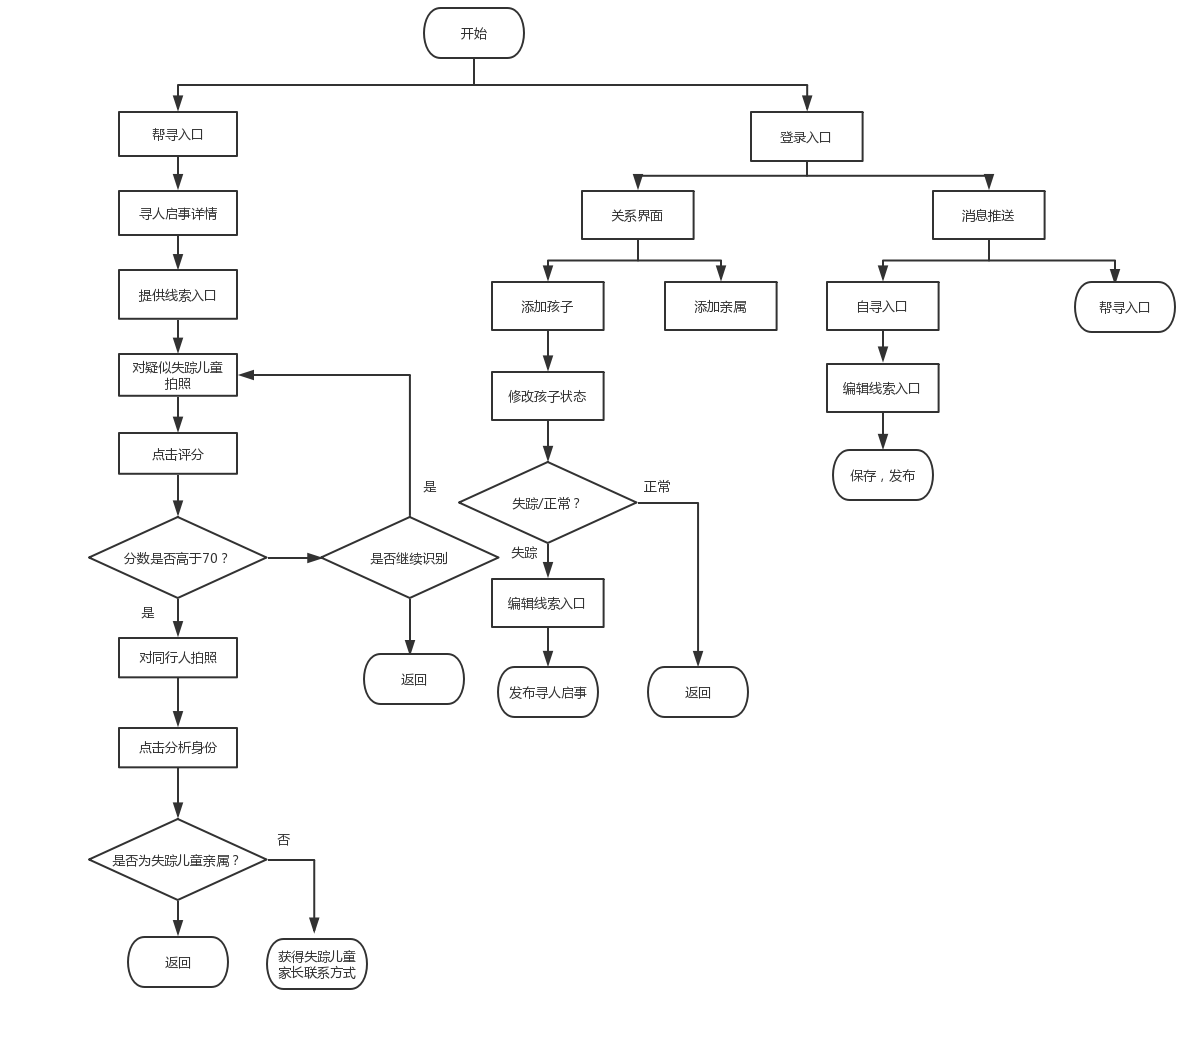 开始
帮寻入口
登录入口
寻人启事详情
关系界面
消息推送
提供线索入口
添加孩子
添加亲属
自寻入口
帮寻入口
对疑似失踪儿童
拍照
修改孩子状态
编辑线索入口
点击评分
是
失踪/正常？
正常
保存，发布
分数是否高于70？
是否继续识别
失踪
是
编辑线索入口
对同行人拍照
返回
发布寻人启事
返回
点击分析身份
是否为失踪儿童亲属？
否
返回
获得失踪儿童
家长联系方式